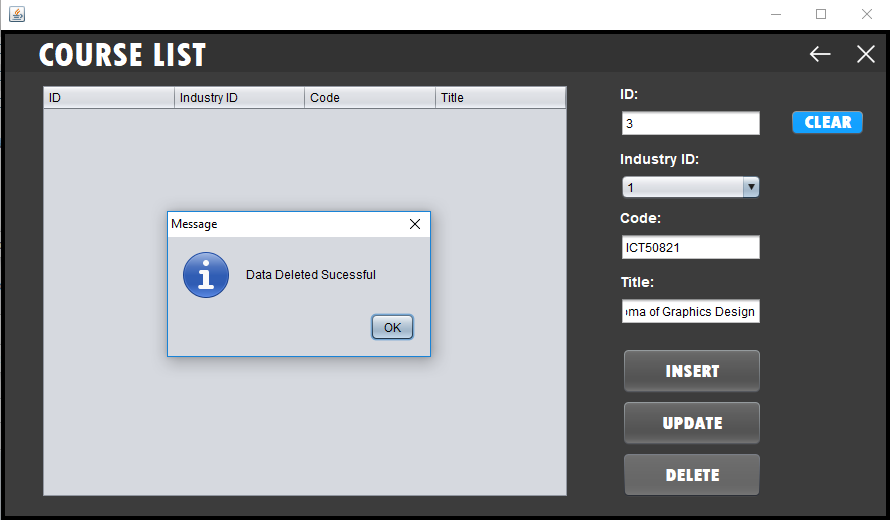 COURSE LIST
ID Industry ID Code Title
ID:
3
CLEAR
Industry ID:
1
Code:
ICT50821
Title:
oma of Graphics Design
Message
Data Deleted Sucessful
OK
INSERT
UPDATE
DELETE